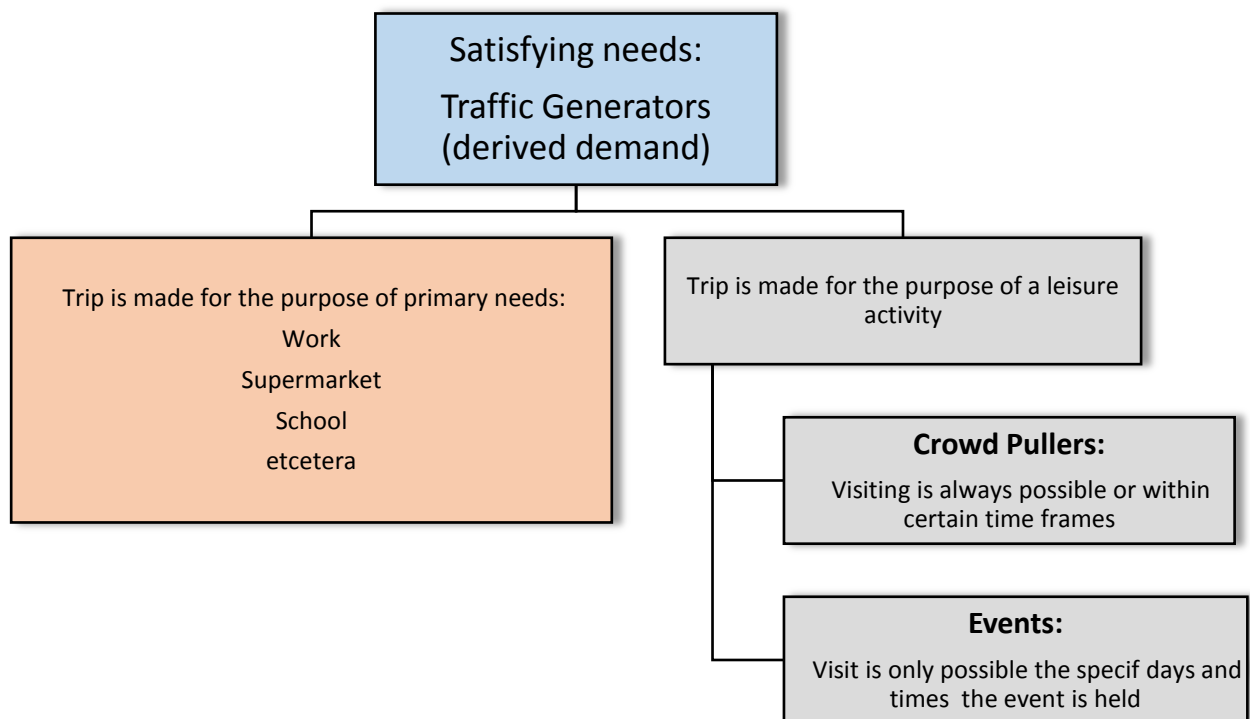 Satisfying needs:
Traffic Generators
(derived demand)
Trip is made for the purpose of primary needs:
Work
Supermarket
School
etcetera
Trip is made for the purpose of a leisure
activity
Crowd Pullers:
Visiting is always possible or within
certain time frames
Events:
Visit is only possible the specif days and
times the event is held